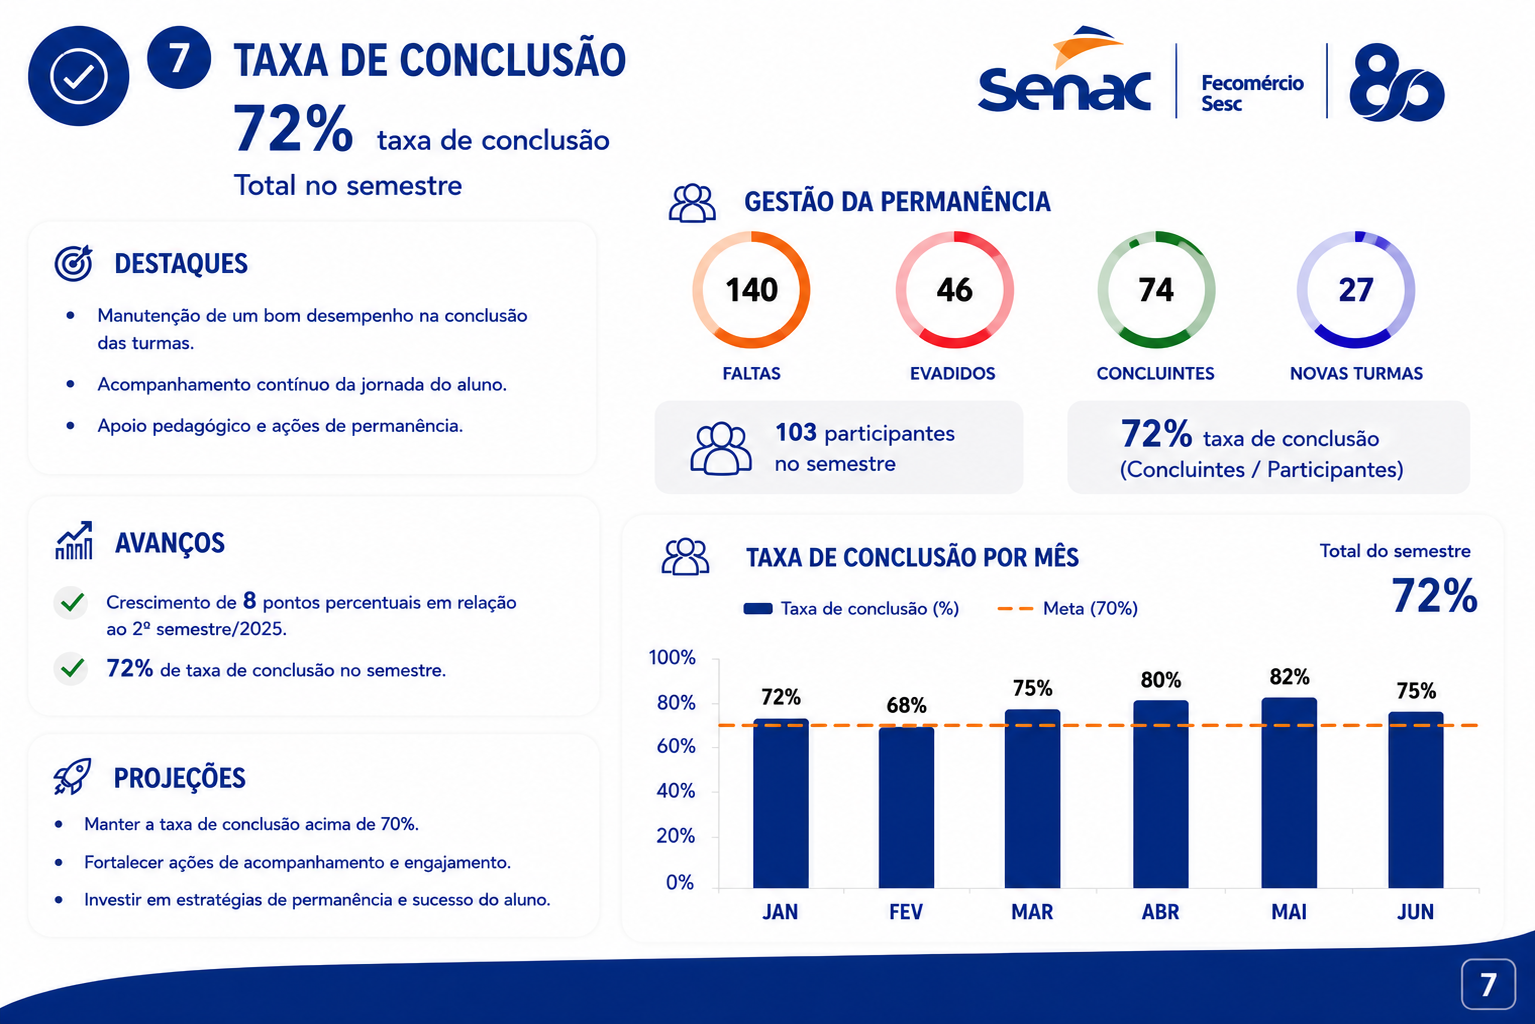 7 TAXA DE CONCLUSÃO
72% taxa de conclusão
Total no semestre
Senac
Fecomércio
Sesc
80
DESTAQUES
• Manutenção de um bom desempenho na conclusão
das turmas.
• Acompanhamento contínuo da jornada do aluno.
• Apoio pedagógico e ações de permanência.
AVANÇOS
Crescimento de 8 pontos percentuais em relação
ao 2º semestre/2025.
72% de taxa de conclusão no semestre.
PROJEÇÕES
• Manter a taxa de conclusão acima de 70%.
• Fortalecer ações de acompanhamento e engajamento.
• Investir em estratégias de permanência e sucesso do aluno.
GESTÃO DA PERMANÊNCIA
140 46 74 27
FALTAS EVADIDOS CONCLUINTES NOVAS TURMAS
103 participantes
no semestre
72% taxa de conclusão
(Concluintes / Participantes)
TAXA DE CONCLUSÃO POR MÊS
Total do semestre
72%
Taxa de conclusão (%) Meta (70%)
100%
80%
60%
40%
20%
0%
72% 68% 75% 80% 82% 75%
JAN FEV MAR ABR MAI JUN
7